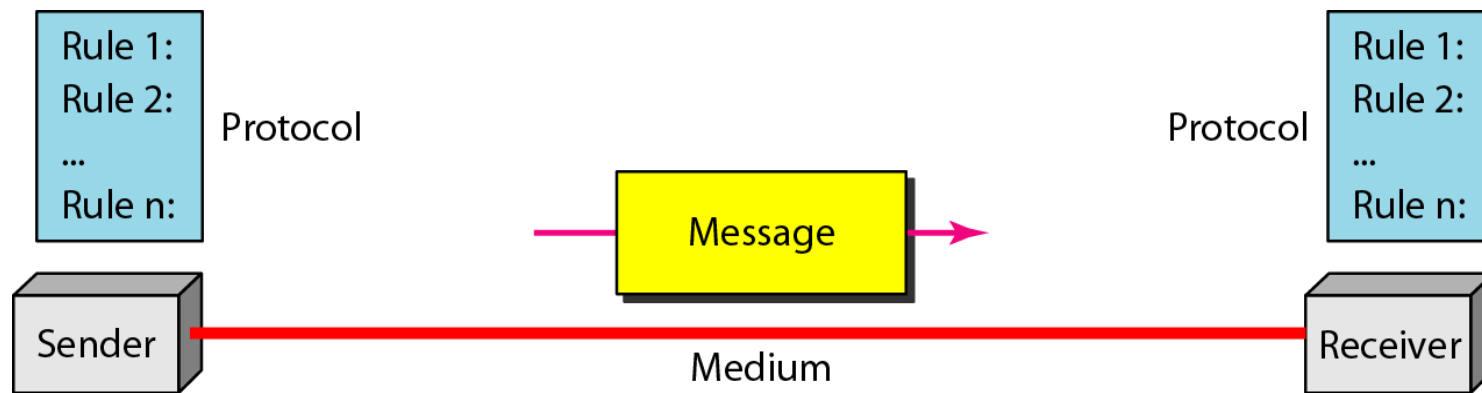 Rule 1:
Rule 2:
...
Rule n:
Protocol
Message
Protocol
Rule 1:
Rule 2:
...
Rule n:
Sender
Medium
Receiver